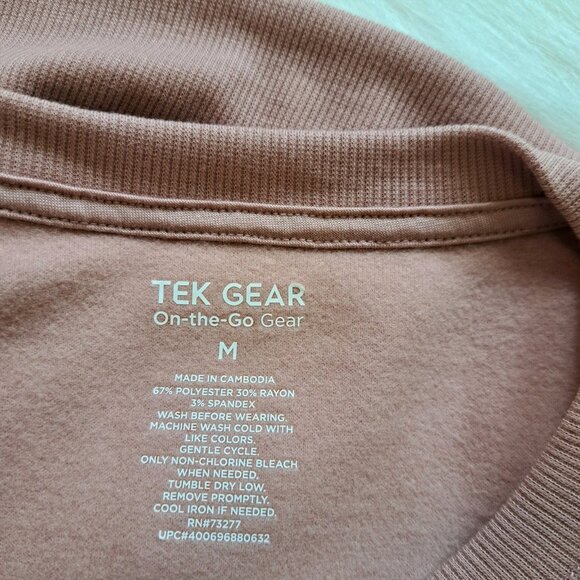 TEK GEAR
On-the-Go Gear
M
MADE IN CAMBODIA
67% POLYESTER 30% RAYON
3% SPANDEX
WASH BEFORE WEARING.
MACHINE WASH COLD WITH
LIKE COLORS.
GENTLE CYCLE.
ONLY NON-CHLORINE BLEACH
WHEN NEEDED.
TUMBLE DRY LOW,
REMOVE PROMPTLY.
COOL IRON IF NEEDED.
RN#73277
UPC#400696880632